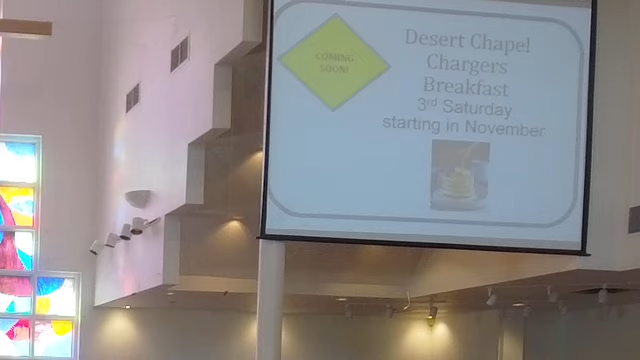 COMING
SOON!
Desert Chapel
Chargers
Breakfast
3rd Saturday
starting in November